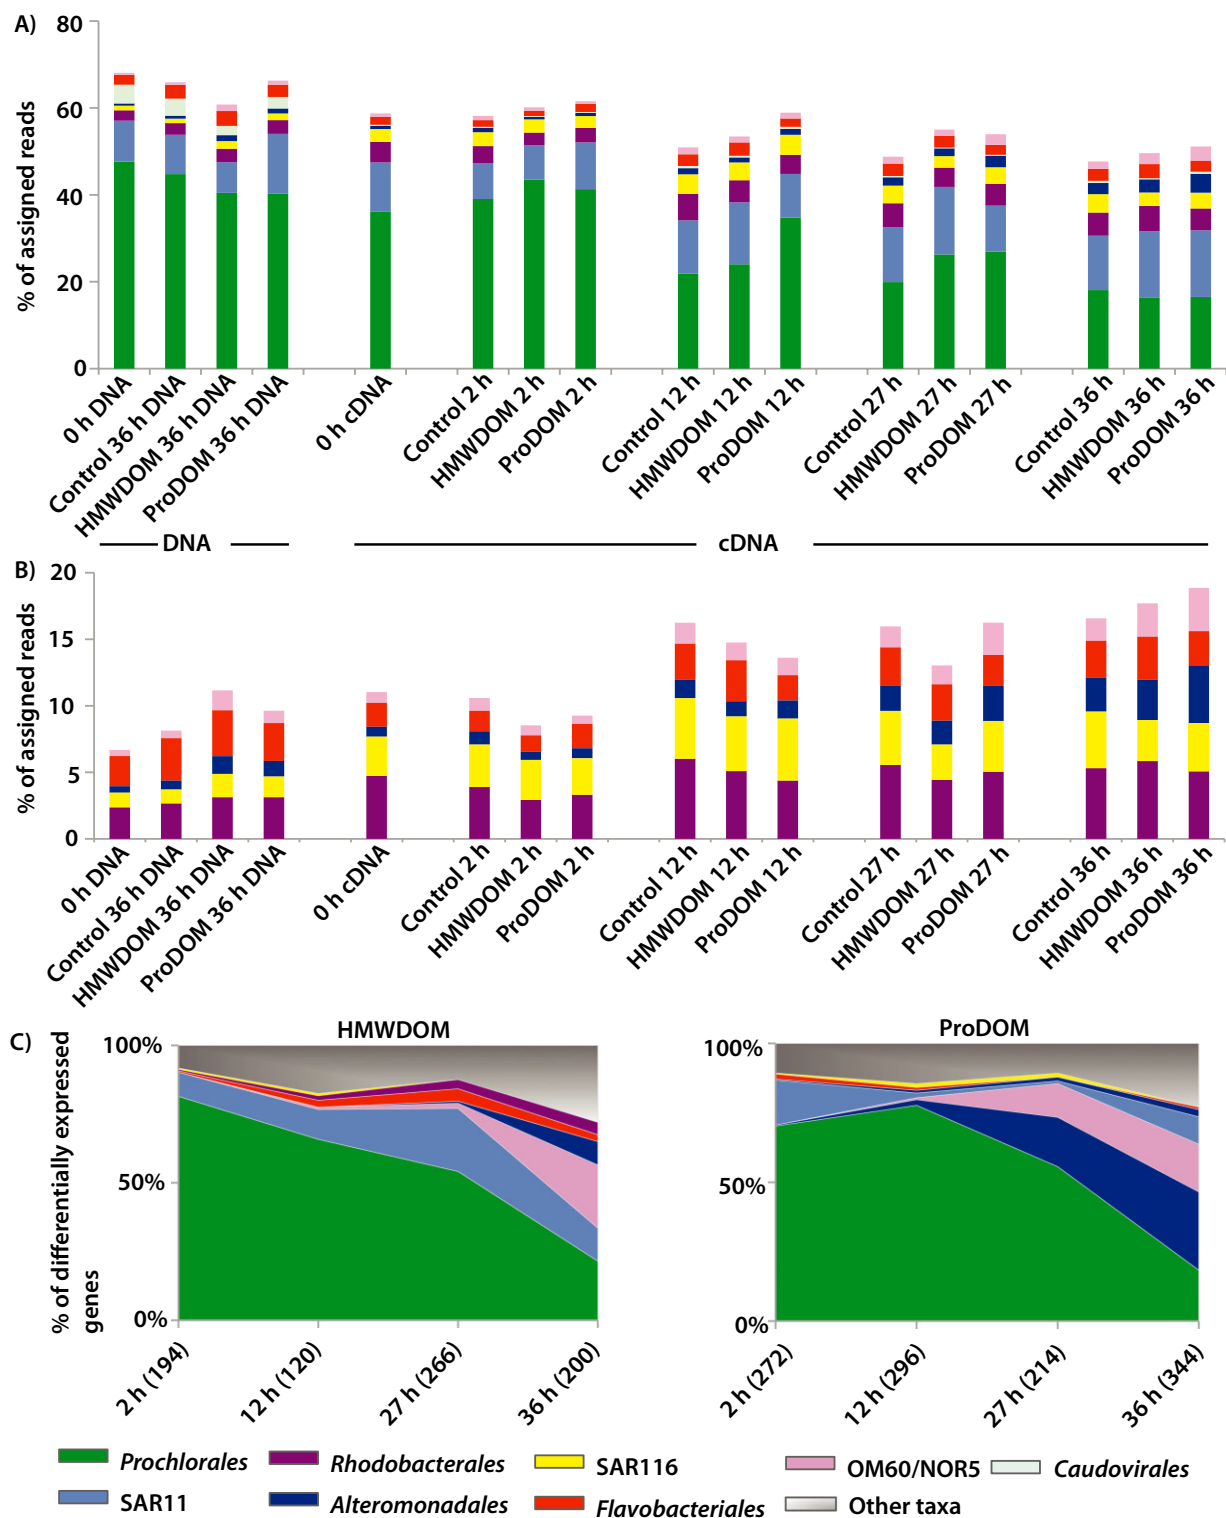 A)
% of assigned reads
80
60
40
20
0
0 h DNA
Control 36 h DNA
HMWDOM 36 h DNA
ProDOM 36 h DNA
0 h cDNA
Control 2 h
HMWDOM 2 h
ProDOM 2 h
Control 12 h
HMWDOM 12 h
ProDOM 12 h
Control 27 h
HMWDOM 27 h
ProDOM 27 h
Control 36 h
HMWDOM 36 h
ProDOM 36 h
DNA
cDNA
B)
% of assigned reads
20
15
10
5
0
0 h DNA
Control 36 h DNA
HMWDOM 36 h DNA
ProDOM 36 h DNA
0 h cDNA
Control 2 h
HMWDOM 2 h
ProDOM 2 h
Control 12 h
HMWDOM 12 h
ProDOM 12 h
Control 27 h
HMWDOM 27 h
ProDOM 27 h
Control 36 h
HMWDOM 36 h
ProDOM 36 h
C)
% of differentially expressed
genes
HMWDOM
100%
50%
0%
2 h (194)
12 h (120)
27 h (266)
36 h (200)
ProDOM
100%
50%
0%
2 h (272)
12 h (296)
27 h (214)
36 h (344)
Prochlorales
Rhodobacterales
SAR116
OM60/NOR5
Caudovirales
SAR11
Alteromonadales
Flavobacteriales
Other taxa